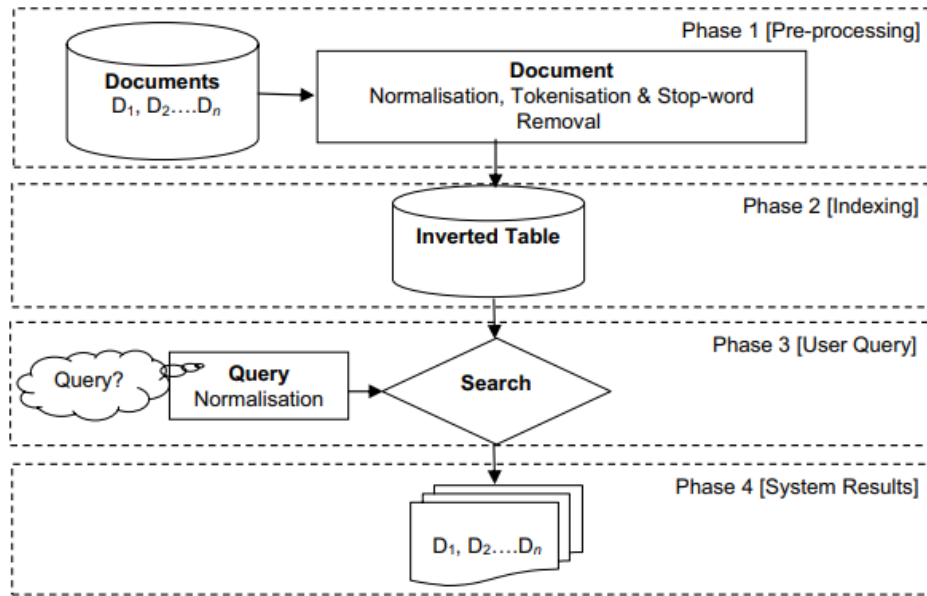 Phase 1 [Pre-processing]
Documents
D₁, D₂....Dₙ
Document
Normalisation, Tokenisation & Stop-word
Removal
Phase 2 [Indexing]
Inverted Table
Phase 3 [User Query]
Query?
Query
Normalisation
Search
Phase 4 [System Results]
D₁, D₂....Dₙ